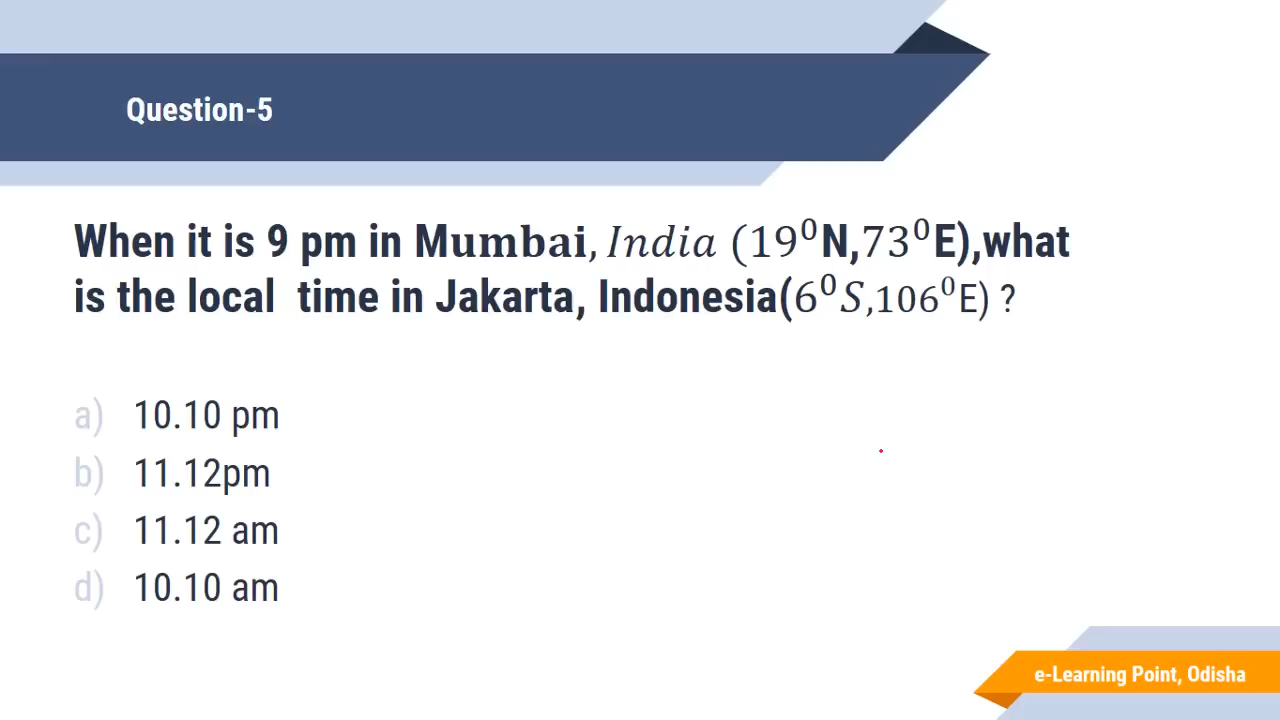 Question-5
When it is 9 pm in Mumbai, India (19⁰N,73⁰E),what
is the local time in Jakarta, Indonesia(6⁰S,106⁰E) ?
a) 10.10 pm
b) 11.12pm
c) 11.12 am
d) 10.10 am
e-Learning Point, Odisha